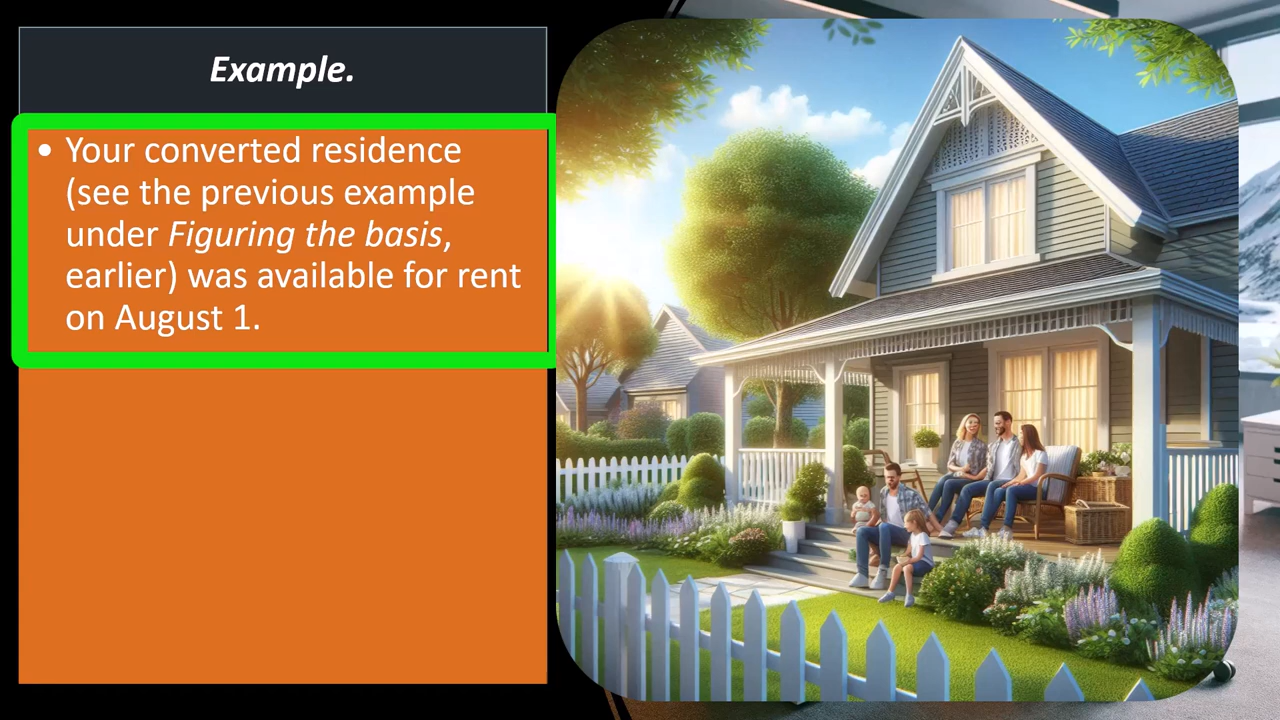 Example.
• Your converted residence
(see the previous example
under Figuring the basis,
earlier) was available for rent
on August 1.